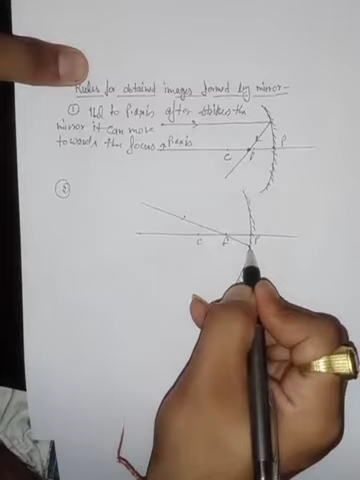 Rules for obtained images formed by mirror-
① 11el to P.axis after strikes the
mirror it can move
towards the focus P.axis
C F P
②
C F P